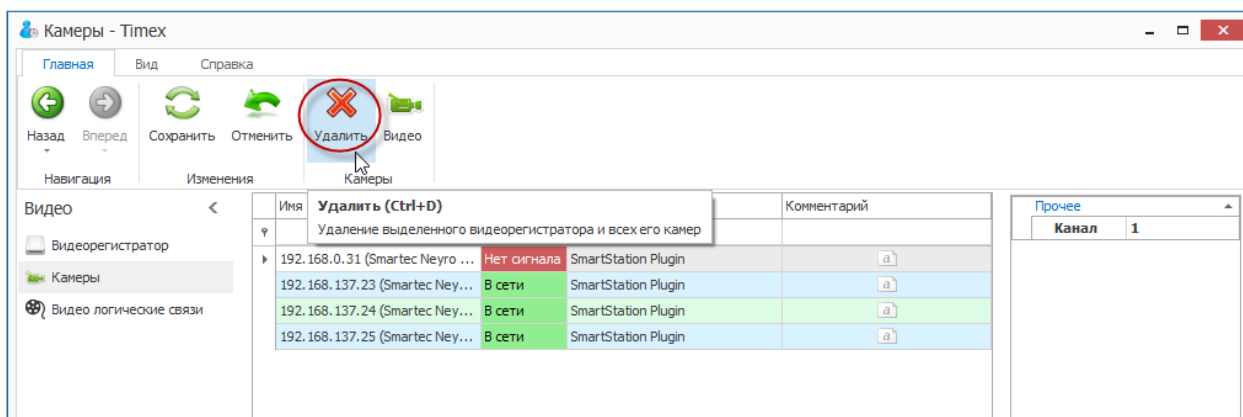 Камеры - Timex
Главная Вид Справка
Назад Вперед Сохранить Отменить Удалить Видео
Навигация Изменения Камеры
Видео
Видеорегистратор
Камеры
Видео логические связи
Имя Комментарий
Удалить (Ctrl+D)
Удаление выделенного видеорегистратора и всех его камер
192.168.0.31 (Smartec Neyro ... Нет сигнала SmartStation Plugin a
192.168.137.23 (Smartec Ney... В сети SmartStation Plugin a
192.168.137.24 (Smartec Ney... В сети SmartStation Plugin a
192.168.137.25 (Smartec Ney... В сети SmartStation Plugin a
Прочее
Канал 1